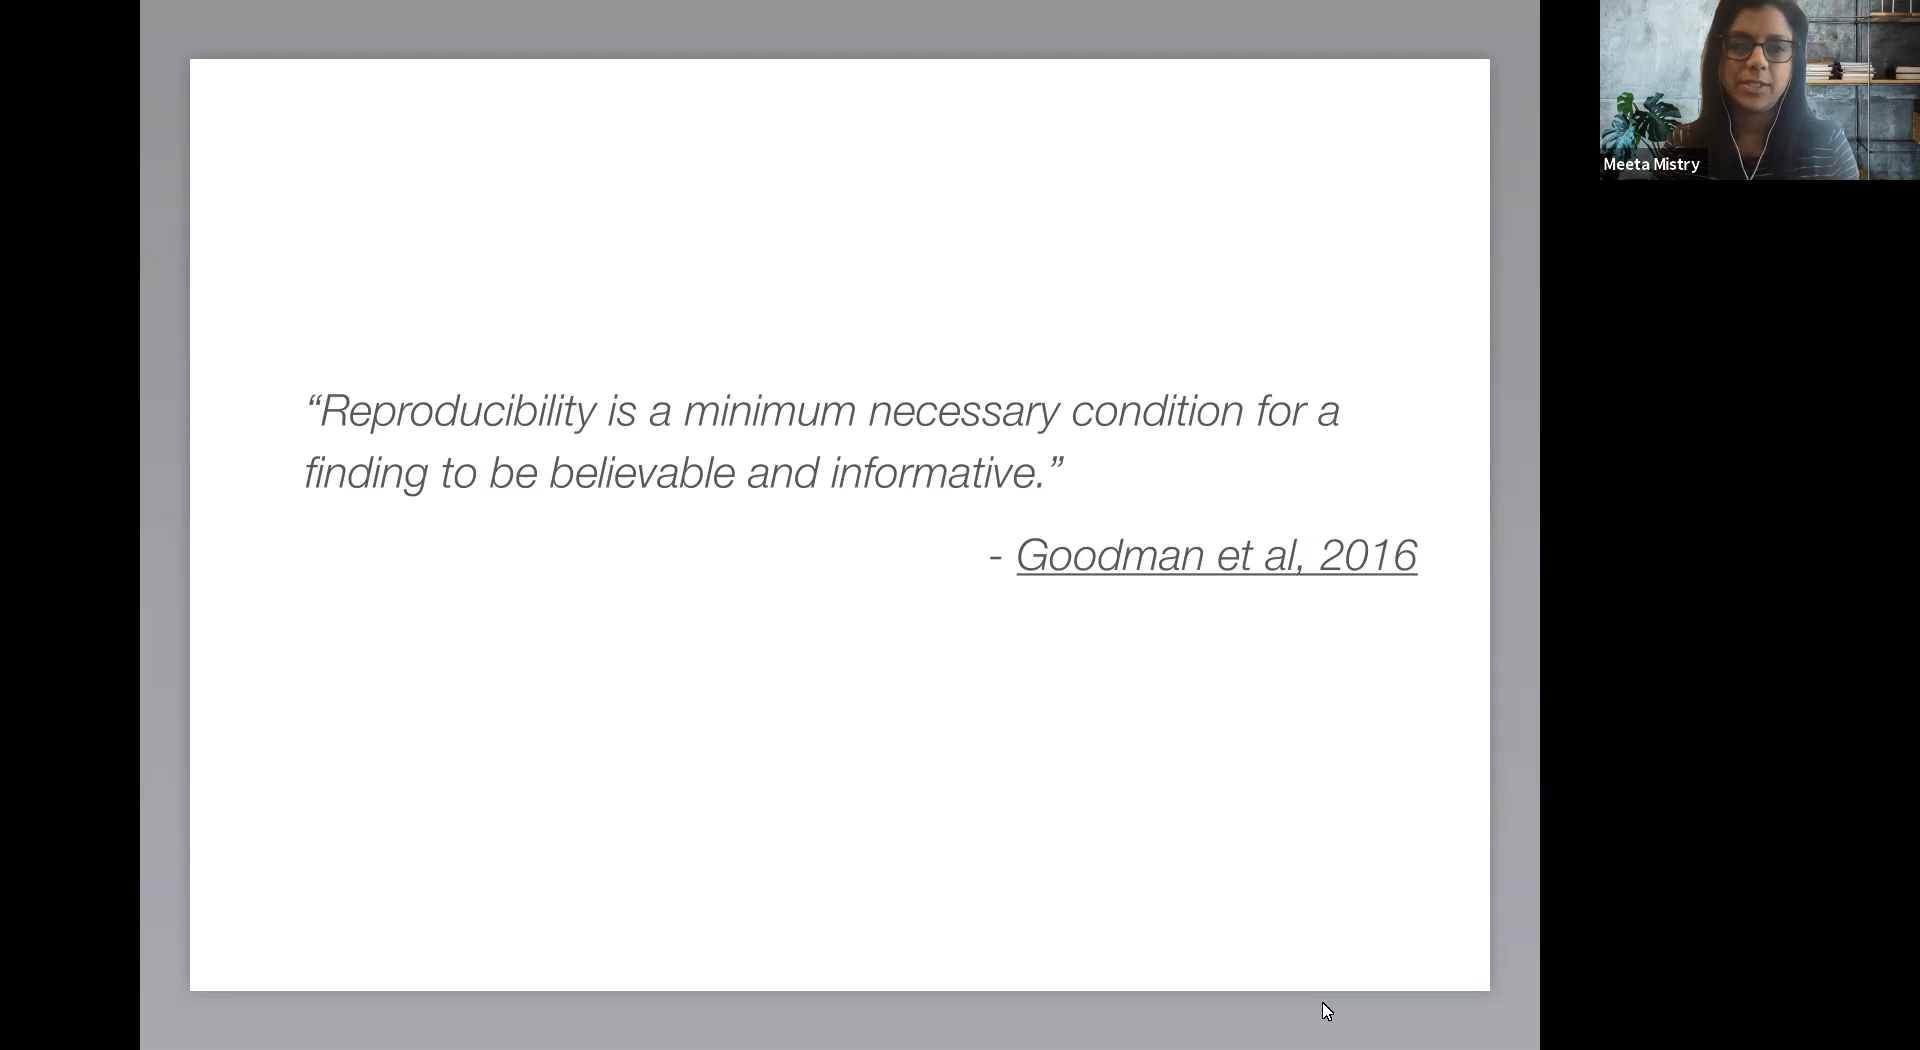 “Reproducibility is a minimum necessary condition for a
finding to be believable and informative.”
- Goodman et al, 2016
Meeta Mistry